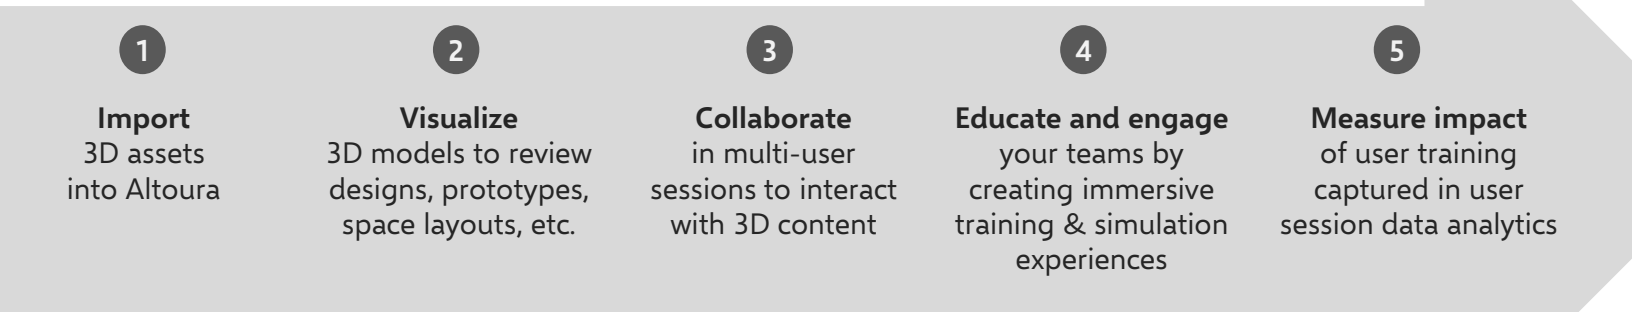 1
Import
3D assets
into Altoura
2
Visualize
3D models to review
designs, prototypes,
space layouts, etc.
3
Collaborate
in multi-user
sessions to interact
with 3D content
4
Educate and engage
your teams by
creating immersive
training & simulation
experiences
5
Measure impact
of user training
captured in user
session data analytics